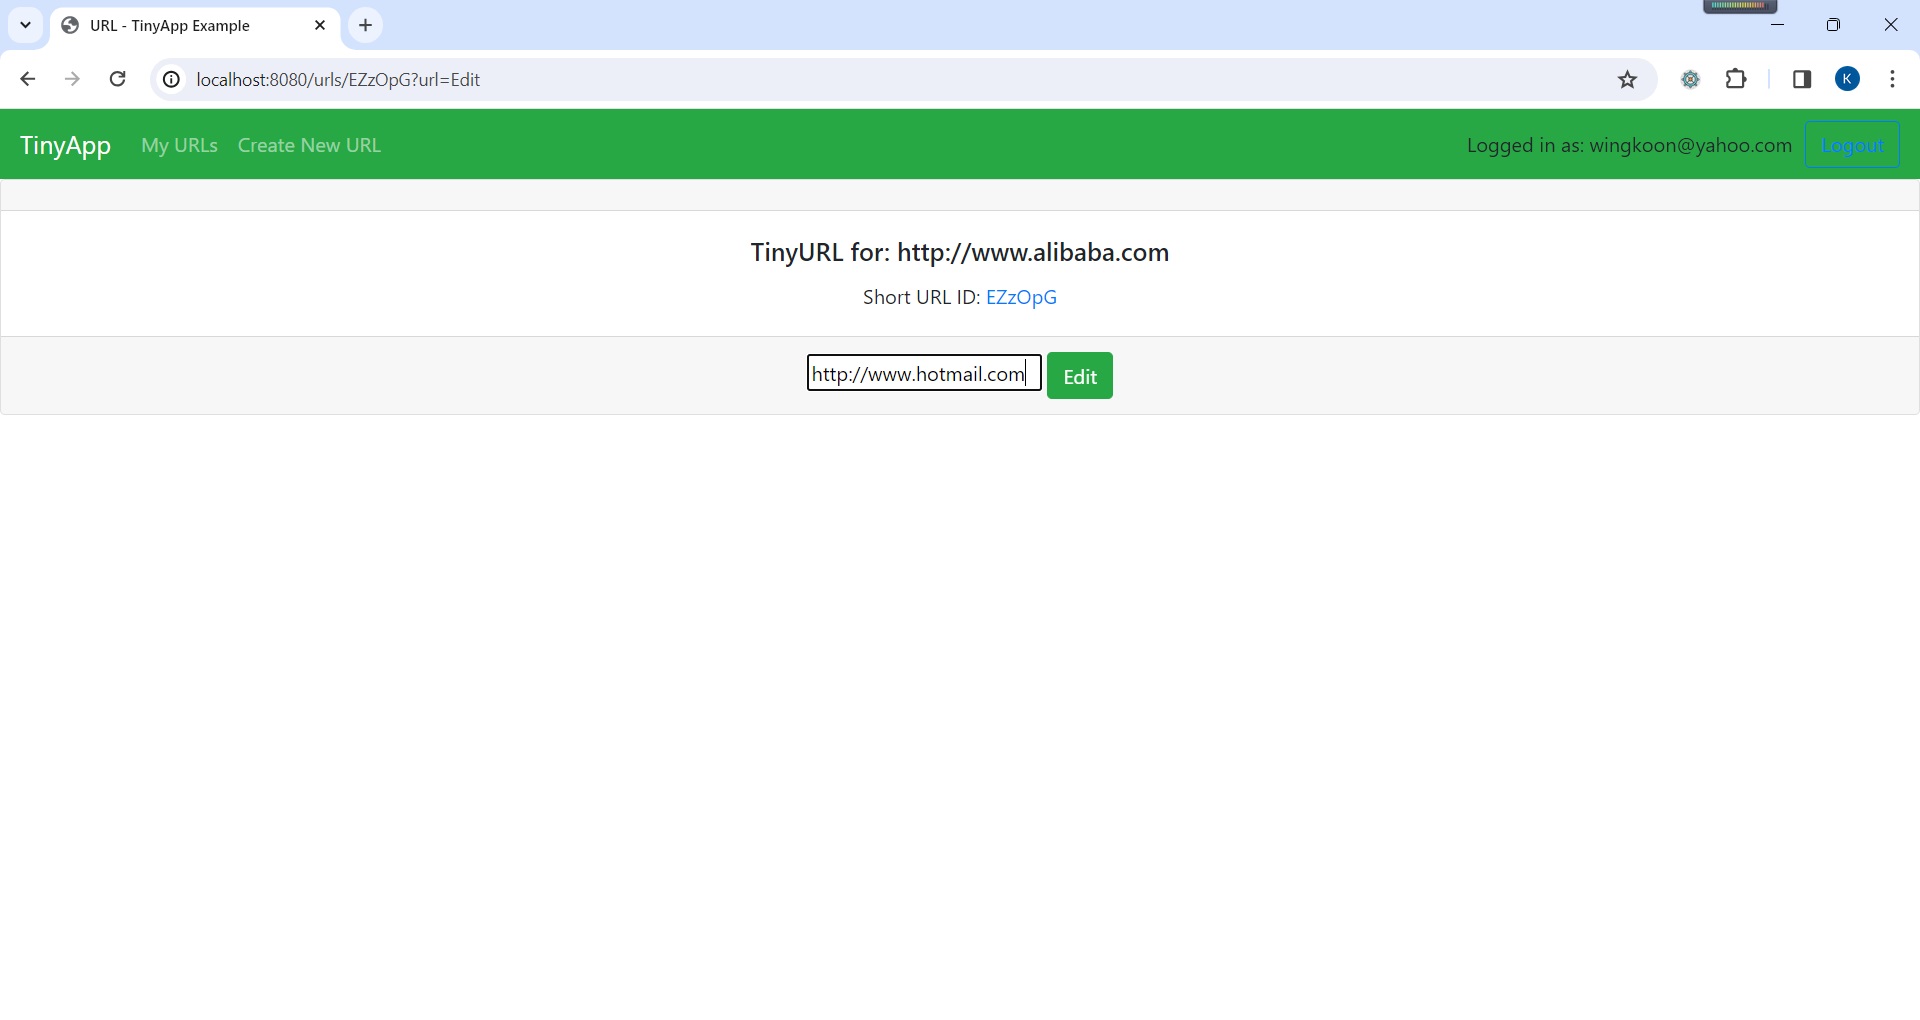 URL - TinyApp Example
localhost:8080/urls/EZzOpG?url=Edit
K
TinyApp My URLs Create New URL Logged in as: wingkoon@yahoo.com Logout
TinyURL for: http://www.alibaba.com
Short URL ID: EZzOpG
http://www.hotmail.com Edit